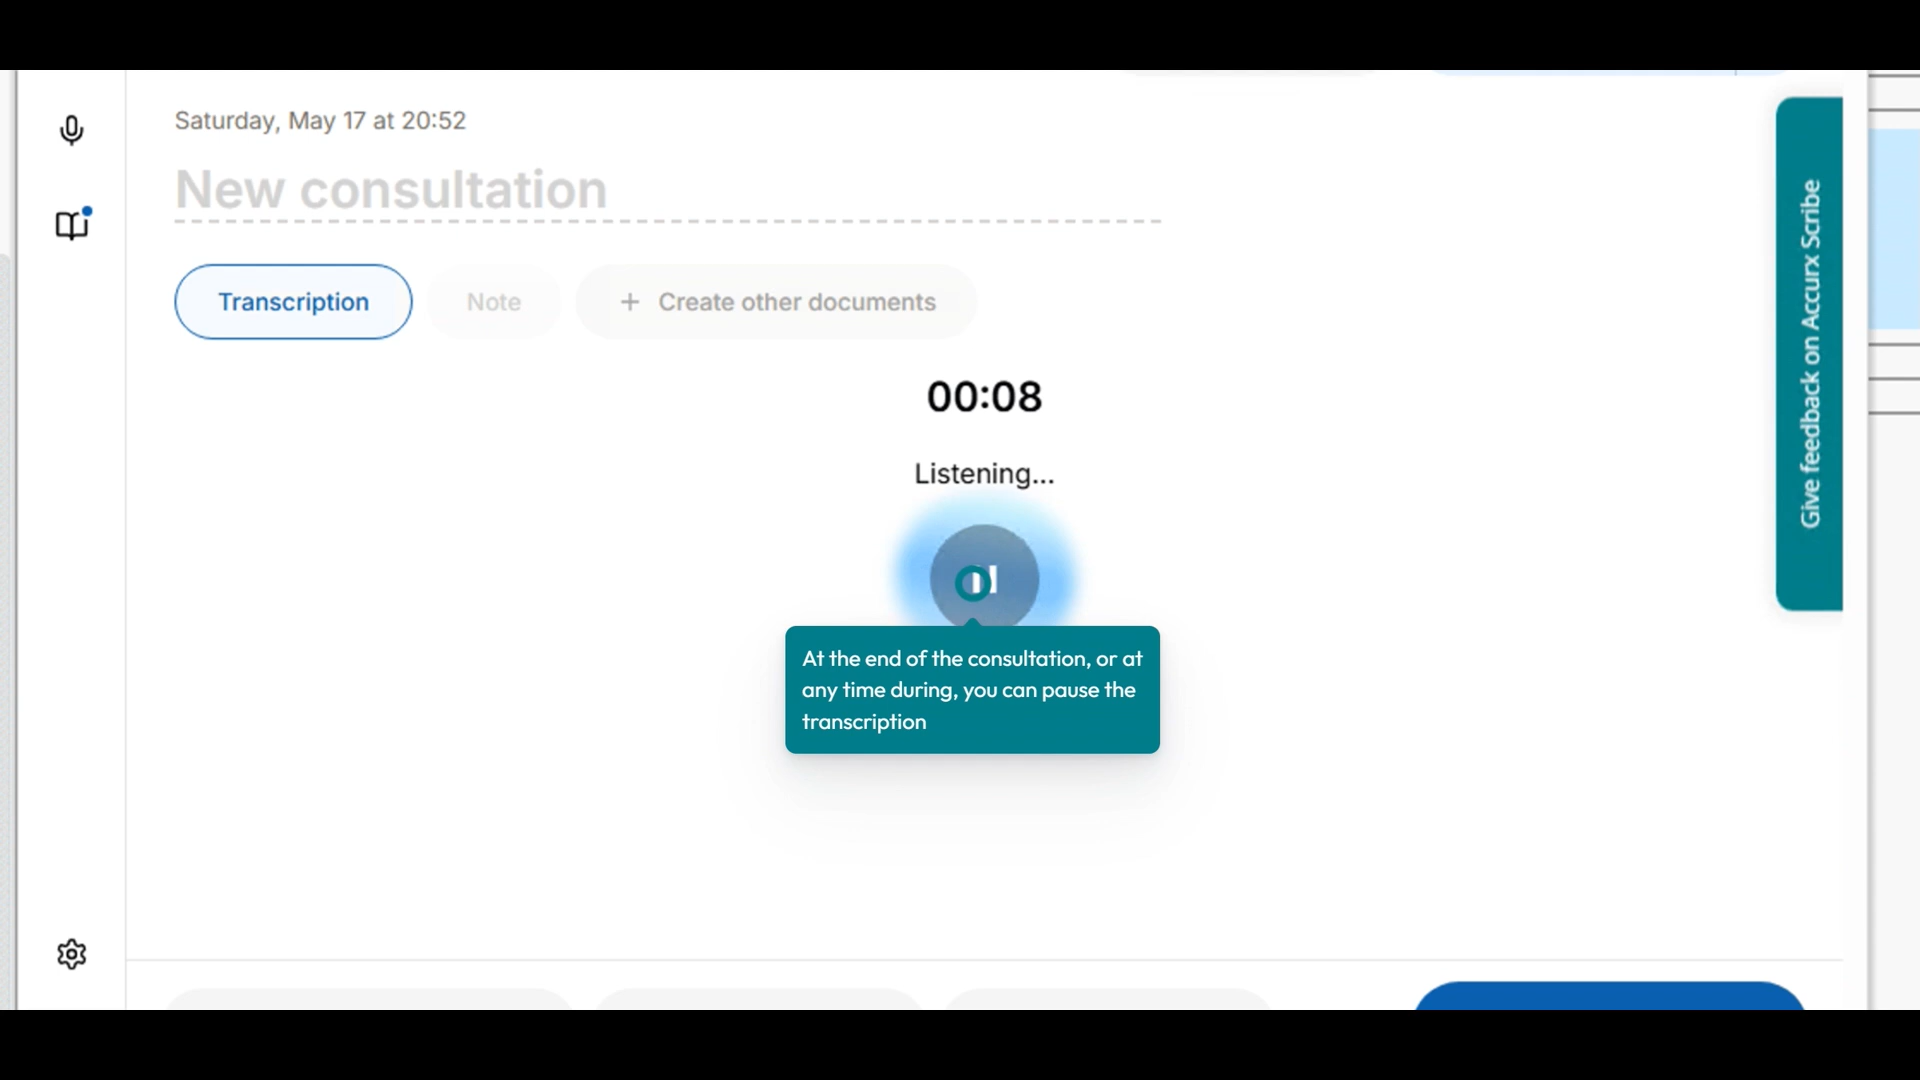 Saturday, May 17 at 20:52
New consultation
Transcription
Note
+ Create other documents
00:08
Listening...
At the end of the consultation, or at
any time during, you can pause the
transcription
Give feedback on Accurx Scribe